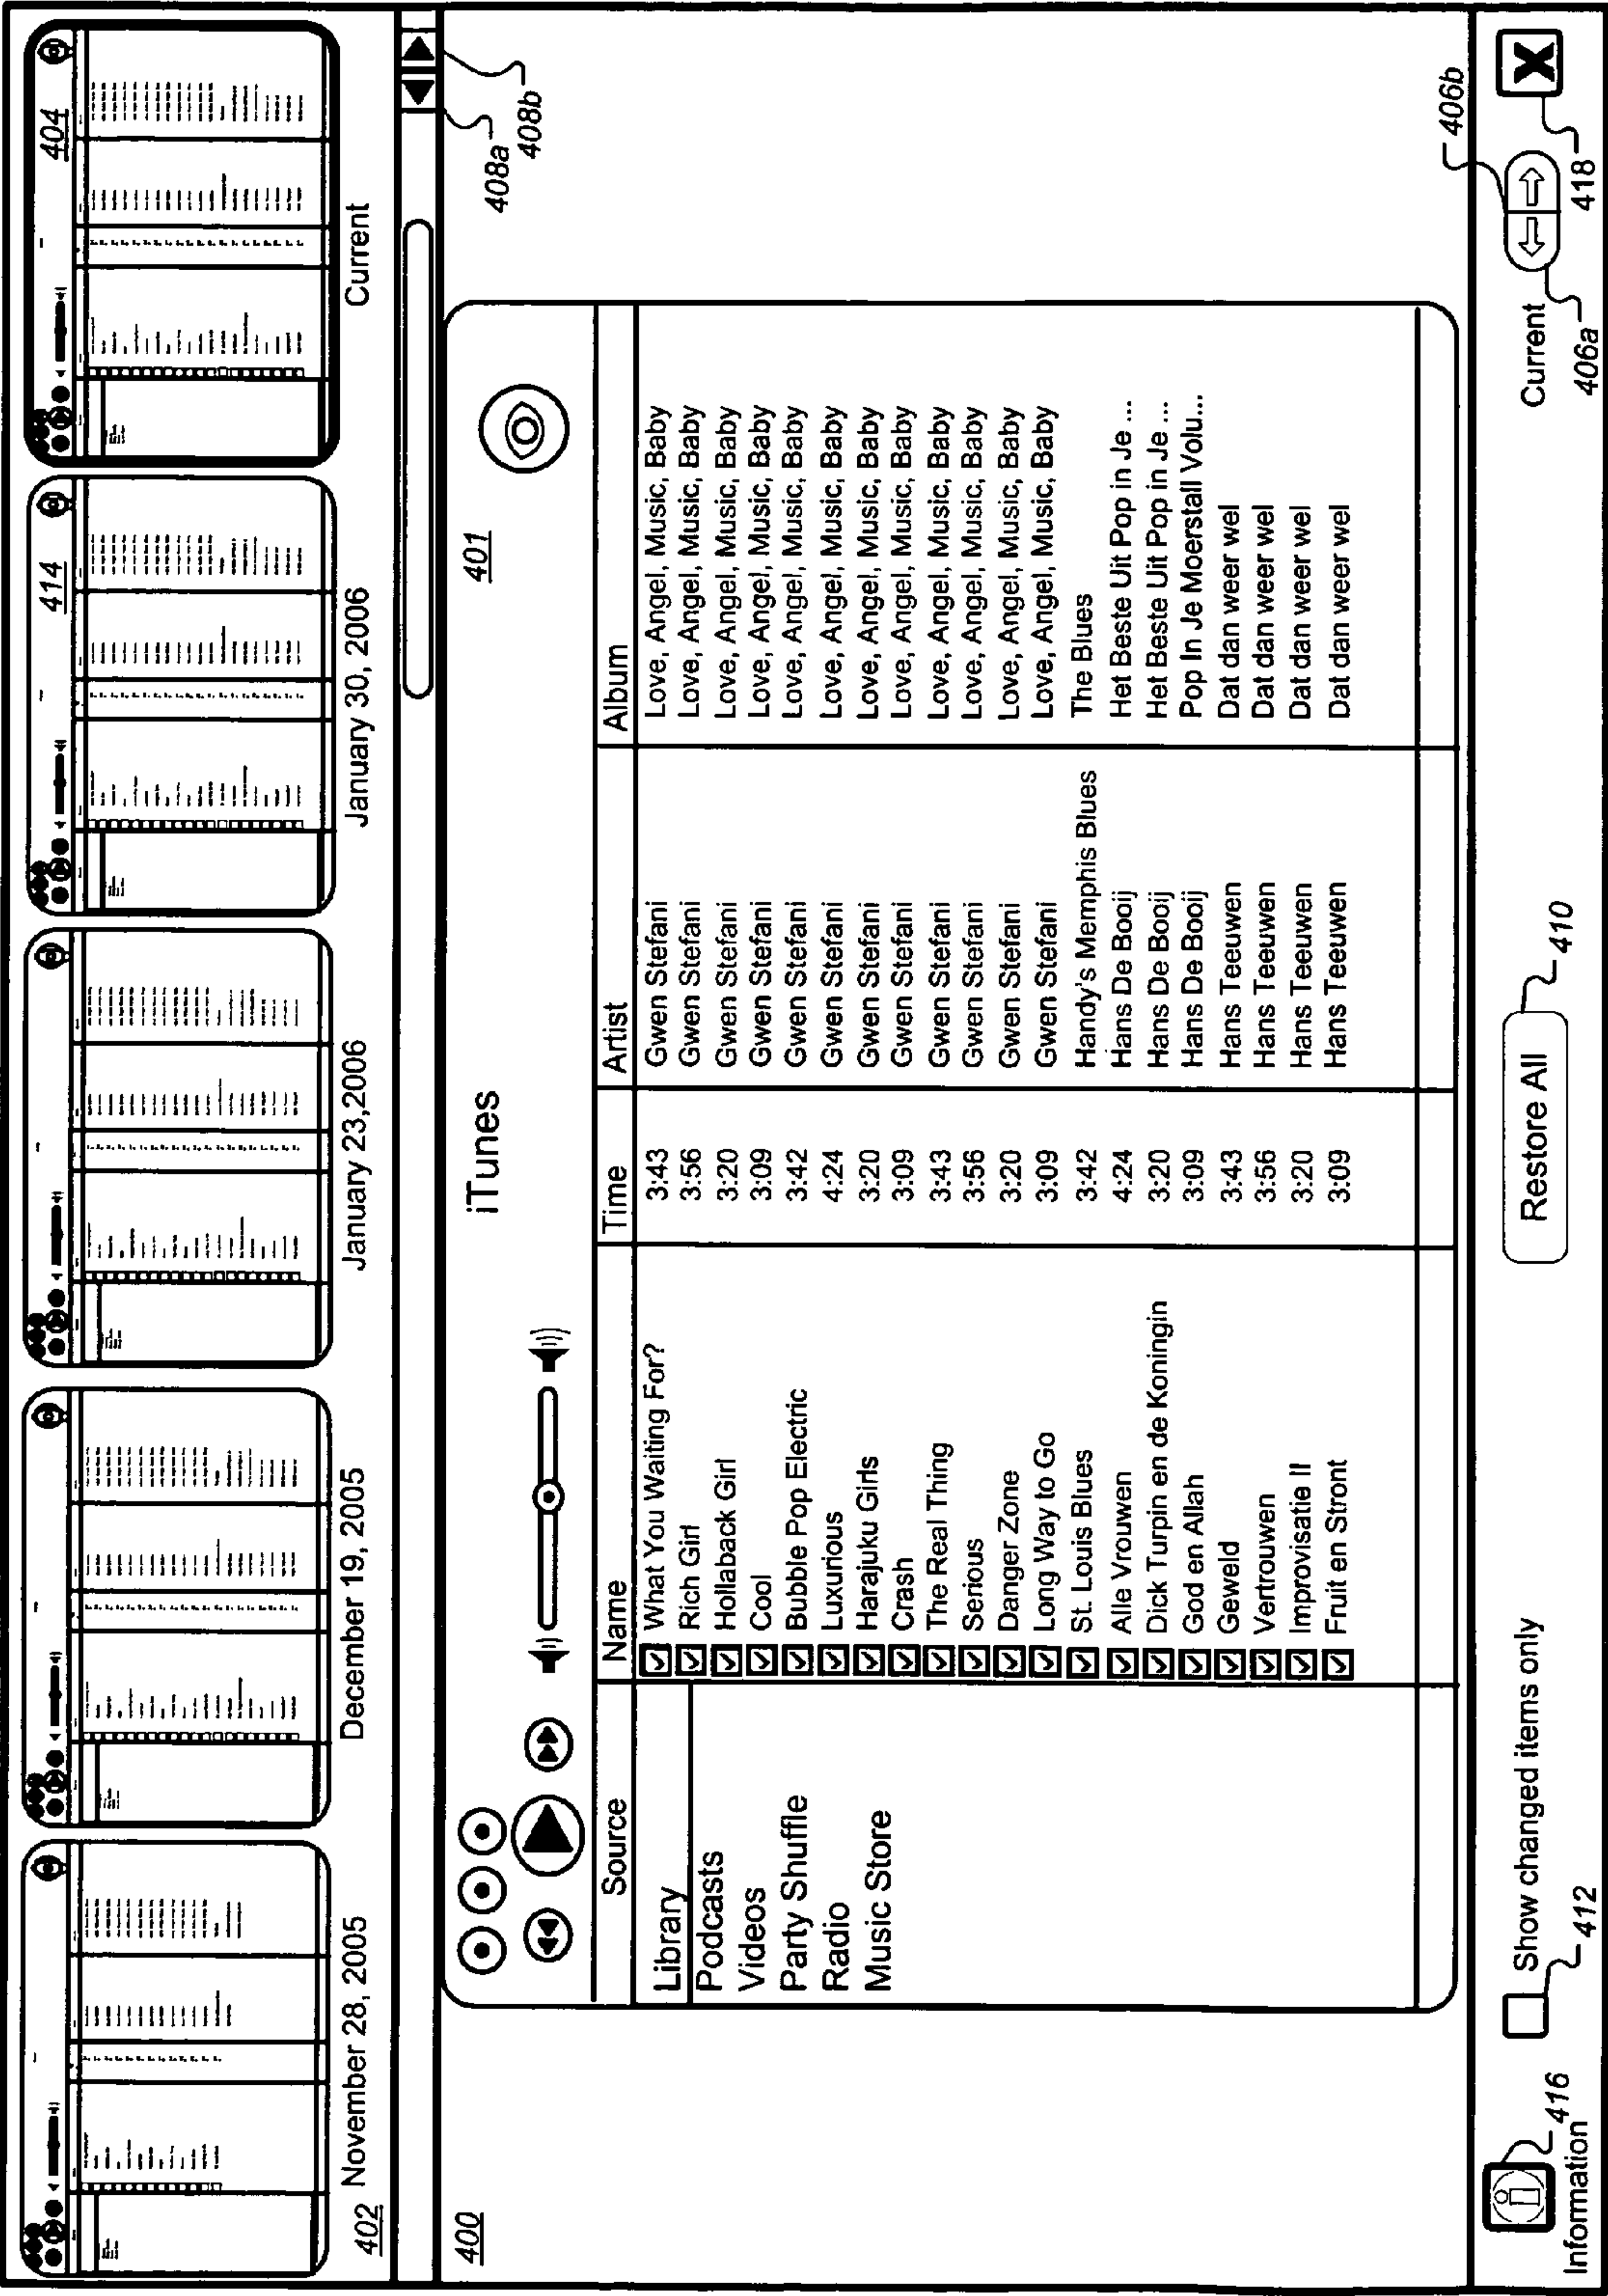 404
414
November 28, 2005
December 19, 2005
January 23,2006
January 30, 2006
Current
402
408a
408b
400
iTunes
401
Source Name Time Artist Album
Library
Podcasts
Videos
Party Shuffle
Radio
Music Store
What You Waiting For? 3:43 Gwen Stefani Love, Angel, Music, Baby
Rich Girl 3:56 Gwen Stefani Love, Angel, Music, Baby
Hollaback Girl 3:20 Gwen Stefani Love, Angel, Music, Baby
Cool 3:09 Gwen Stefani Love, Angel, Music, Baby
Bubble Pop Electric 3:42 Gwen Stefani Love, Angel, Music, Baby
Luxurious 4:24 Gwen Stefani Love, Angel, Music, Baby
Harajuku Girls 3:20 Gwen Stefani Love, Angel, Music, Baby
Crash 3:09 Gwen Stefani Love, Angel, Music, Baby
The Real Thing 3:43 Gwen Stefani Love, Angel, Music, Baby
Serious 3:56 Gwen Stefani Love, Angel, Music, Baby
Danger Zone 3:20 Gwen Stefani Love, Angel, Music, Baby
Long Way to Go 3:09 Gwen Stefani Love, Angel, Music, Baby
St. Louis Blues 3:42 Handy's Memphis Blues The Blues
Alle Vrouwen 4:24 Hans De Booij Het Beste Uit Pop in Je ...
Dick Turpin en de Koningin 3:20 Hans De Booij Het Beste Uit Pop in Je ...
God en Allah 3:09 Hans De Booij Pop In Je Moerstall Volu...
Geweld 3:43 Hans Teeuwen Dat dan weer wel
Vertrouwen 3:56 Hans Teeuwen Dat dan weer wel
Improvisatie II 3:20 Hans Teeuwen Dat dan weer wel
Fruit en Stront 3:09 Hans Teeuwen Dat dan weer wel
406b
i
416
Information
Show changed items only
412
Restore All
410
Current
406a
418
X